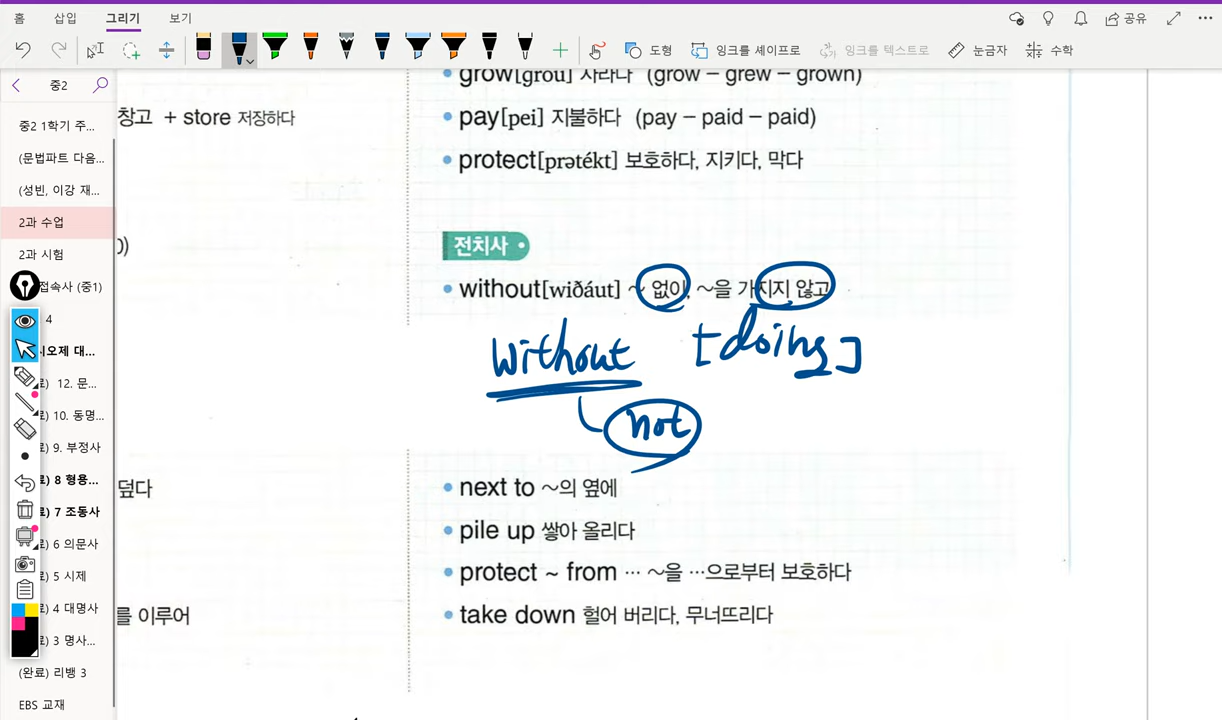 홈 삽입 그리기 보기
공유
도형 잉크를 셰이프로 잉크를 텍스트로 눈금자 수학
중2
중2 1학기 주...
(문법파트 다음...
(성빈, 이강 재...
2과 수업
2과 시험
접속사 (중1)
4
오제 대...
12. 문...
10. 동명...
9. 부정사
8 형용...
7 조동사
6 의문사
5 시제
4 대명사
3 명사...
(완료) 리뱅 3
EBS 교재
창고 + store 저장하다
덮다
를 이루어
grow[grou] 자라다 (grow – grew – grown)
pay[pei] 지불하다 (pay – paid – paid)
protect[prətékt] 보호하다, 지키다, 막다
전치사
without[wiðáut] ~ 없이, ~을 가지지 않고
without [doing]
not
next to ~의 옆에
pile up 쌓아 올리다
protect ~ from … ~을 …으로부터 보호하다
take down 헐어 버리다, 무너뜨리다